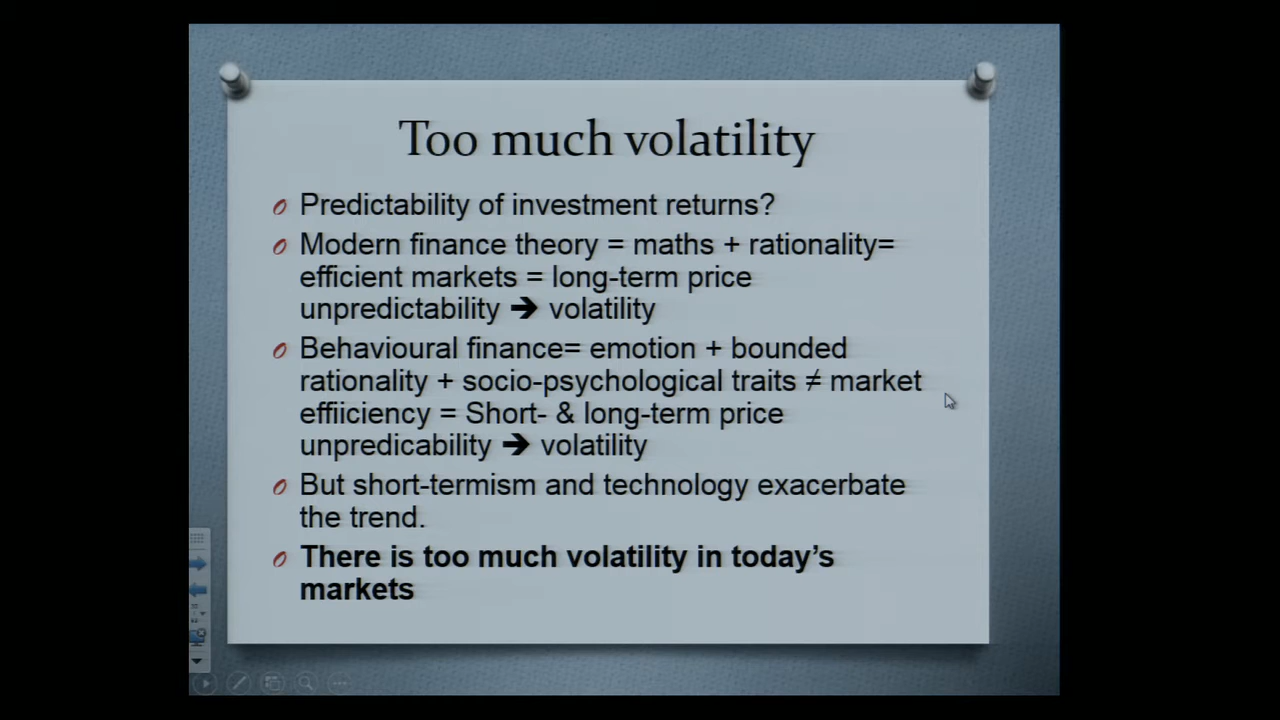 Too much volatility
Predictability of investment returns?
Modern finance theory = maths + rationality=
efficient markets = long-term price
unpredictability ➔ volatility
Behavioural finance= emotion + bounded
rationality + socio-psychological traits ≠ market
effiiciency = Short- & long-term price
unpredicability ➔ volatility
But short-termism and technology exacerbate
the trend.
There is too much volatility in today’s
markets